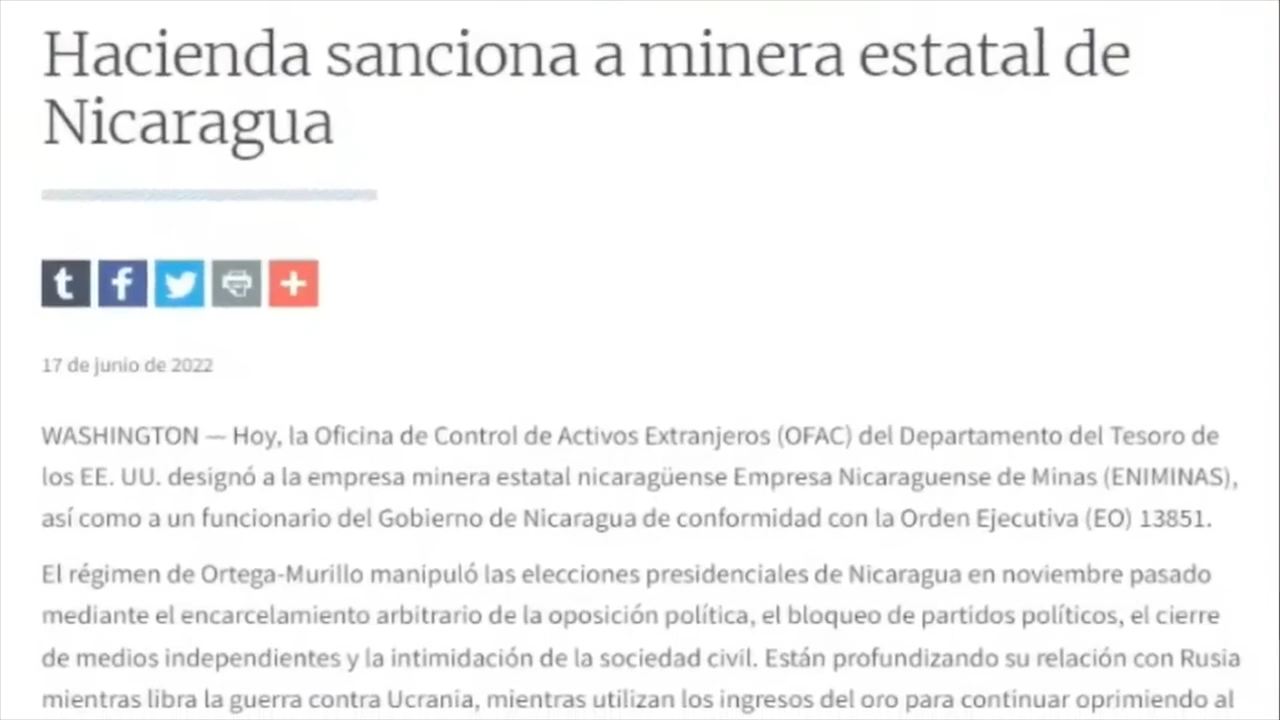 Hacienda sanciona a minera estatal de
Nicaragua
17 de junio de 2022
WASHINGTON — Hoy, la Oficina de Control de Activos Extranjeros (OFAC) del Departamento del Tesoro de
los EE. UU. designó a la empresa minera estatal nicaragüense Empresa Nicaraguense de Minas (ENIMINAS),
así como a un funcionario del Gobierno de Nicaragua de conformidad con la Orden Ejecutiva (EO) 13851.
El régimen de Ortega-Murillo manipuló las elecciones presidenciales de Nicaragua en noviembre pasado
mediante el encarcelamiento arbitrario de la oposición política, el bloqueo de partidos políticos, el cierre
de medios independientes y la intimidación de la sociedad civil. Están profundizando su relación con Rusia
mientras libra la guerra contra Ucrania, mientras utilizan los ingresos del oro para continuar oprimiendo al